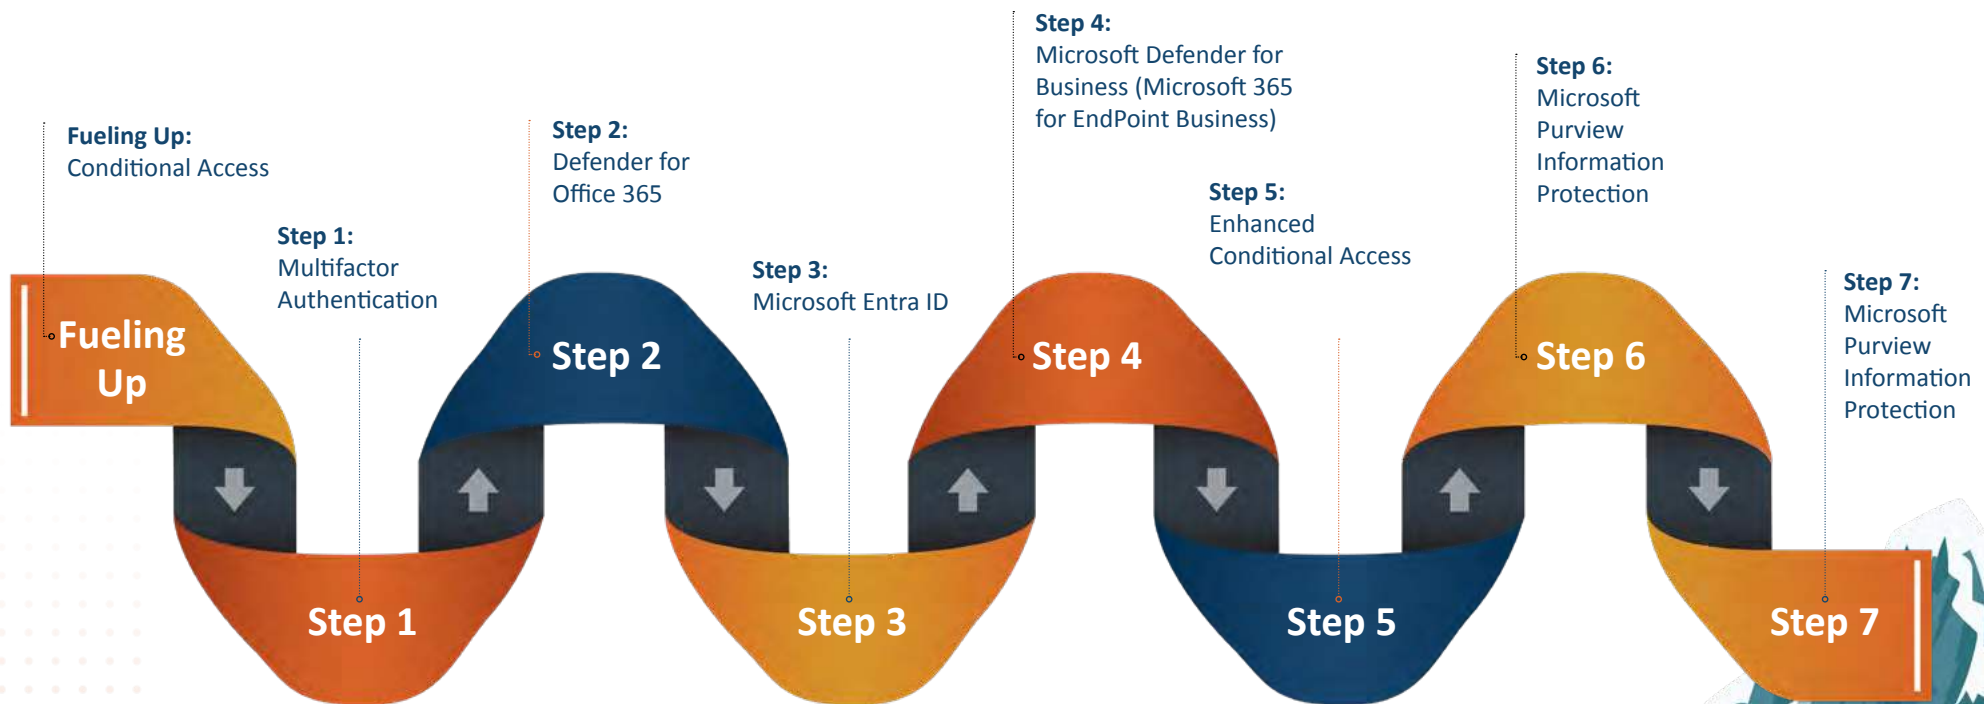 Fueling Up:
Conditional Access
Step 1:
Multifactor
Authentication
Step 2:
Defender for
Office 365
Step 3:
Microsoft Entra ID
Step 4:
Microsoft Defender for
Business (Microsoft 365
for EndPoint Business)
Step 5:
Enhanced
Conditional Access
Step 6:
Microsoft
Purview
Information
Protection
Step 7:
Microsoft
Purview
Information
Protection
Fueling
Up
Step 1
Step 2
Step 3
Step 4
Step 5
Step 6
Step 7